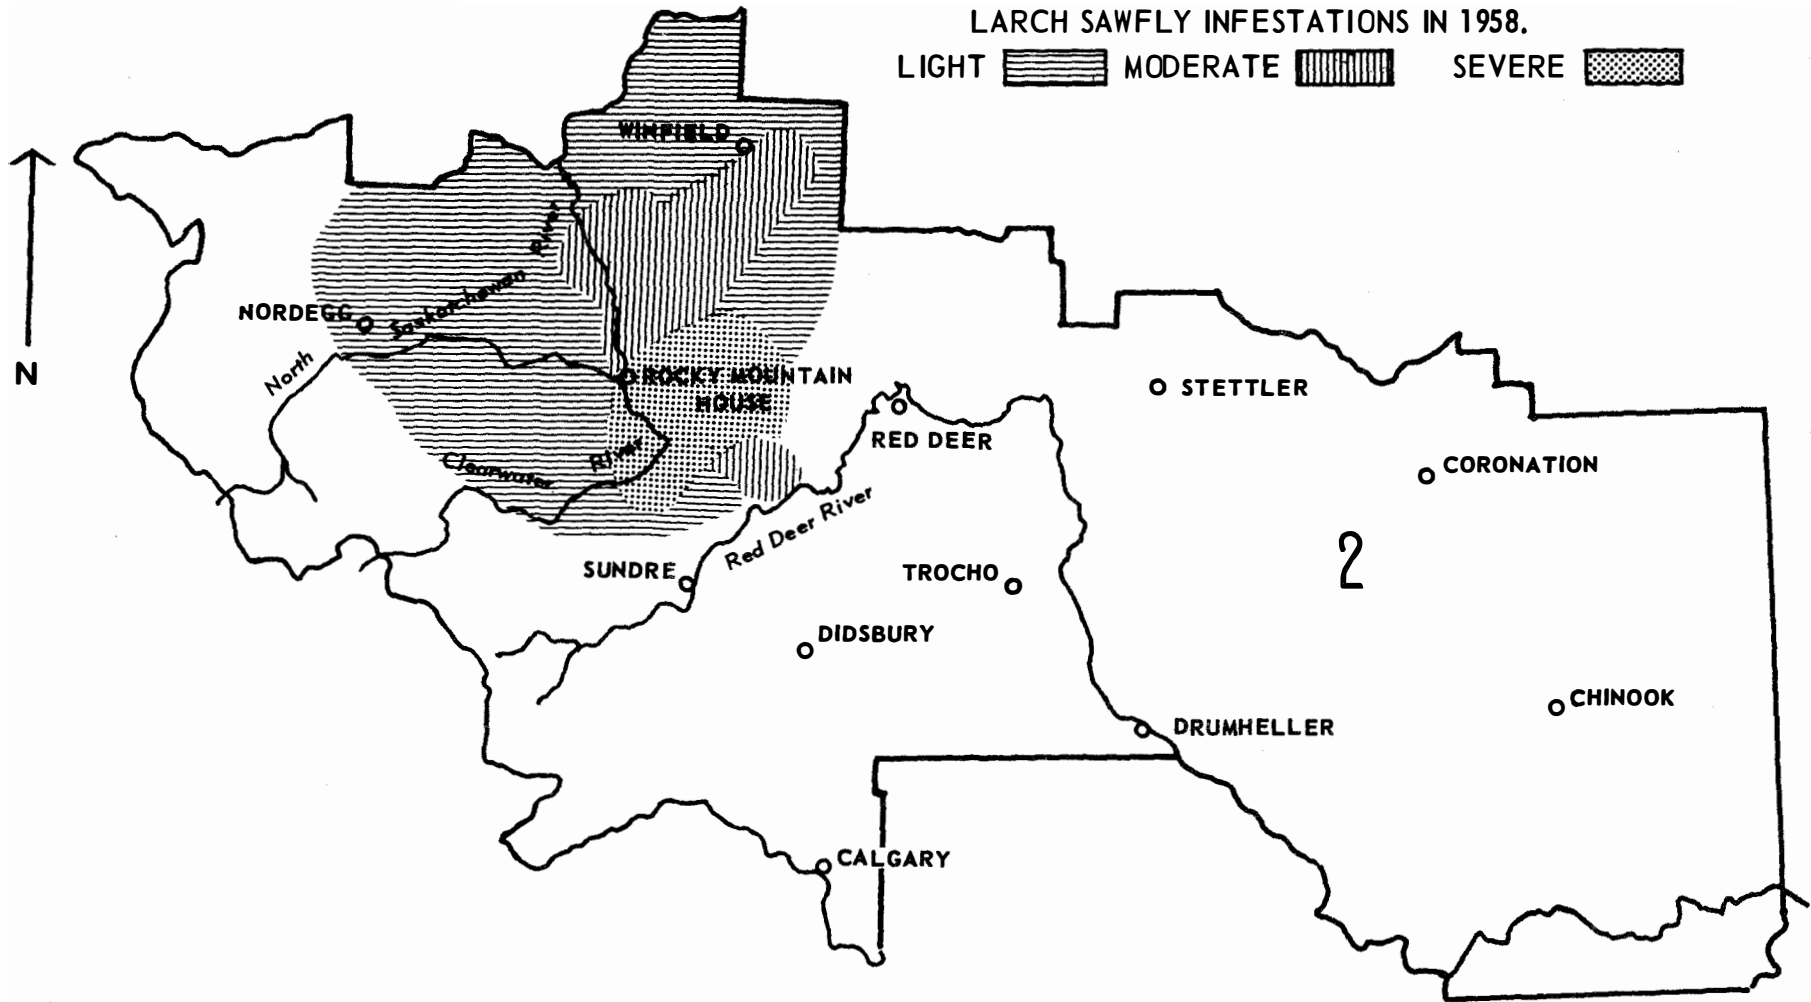 LARCH SAWFLY INFESTATIONS IN 1958.
LIGHT MODERATE SEVERE
WINFIELD
N
NORDEGG
North Saskatchewan River
ROCKY MOUNTAIN
HOUSE
STETTLER
RED DEER
CORONATION
Clearwater River
Red Deer River
SUNDRE
TROCHO
2
DIDSBURY
CHINOOK
DRUMHELLER
CALGARY